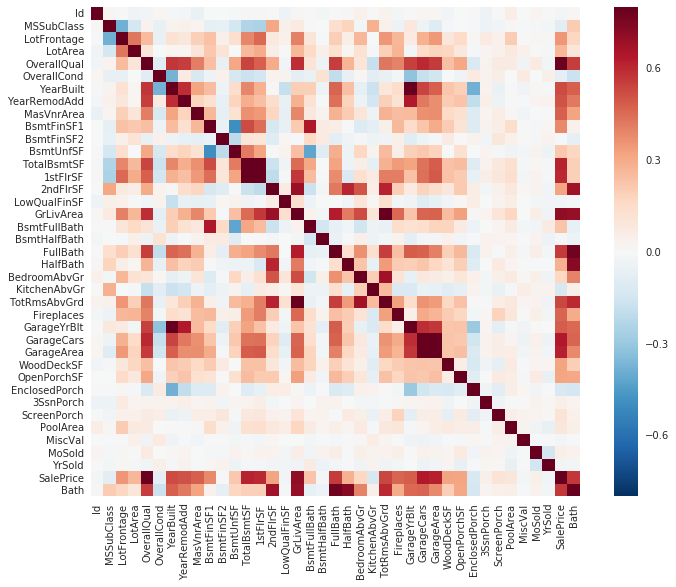 Id
MSSubClass
LotFrontage
LotArea
OverallQual
OverallCond
YearBuilt
YearRemodAdd
MasVnrArea
BsmtFinSF1
BsmtFinSF2
BsmtUnfSF
TotalBsmtSF
1stFlrSF
2ndFlrSF
LowQualFinSF
GrLivArea
BsmtFullBath
BsmtHalfBath
FullBath
HalfBath
BedroomAbvGr
KitchenAbvGr
TotRmsAbvGrd
Fireplaces
GarageYrBlt
GarageCars
GarageArea
WoodDeckSF
OpenPorchSF
EnclosedPorch
3SsnPorch
ScreenPorch
PoolArea
MiscVal
MoSold
YrSold
SalePrice
Bath
Id
MSSubClass
LotFrontage
LotArea
OverallQual
OverallCond
YearBuilt
YearRemodAdd
MasVnrArea
BsmtFinSF1
BsmtFinSF2
BsmtUnfSF
TotalBsmtSF
1stFlrSF
2ndFlrSF
LowQualFinSF
GrLivArea
BsmtFullBath
BsmtHalfBath
FullBath
HalfBath
BedroomAbvGr
KitchenAbvGr
TotRmsAbvGrd
Fireplaces
GarageYrBlt
GarageCars
GarageArea
WoodDeckSF
OpenPorchSF
EnclosedPorch
3SsnPorch
ScreenPorch
PoolArea
MiscVal
MoSold
YrSold
SalePrice
Bath
0.6
0.3
0.0
−0.3
−0.6